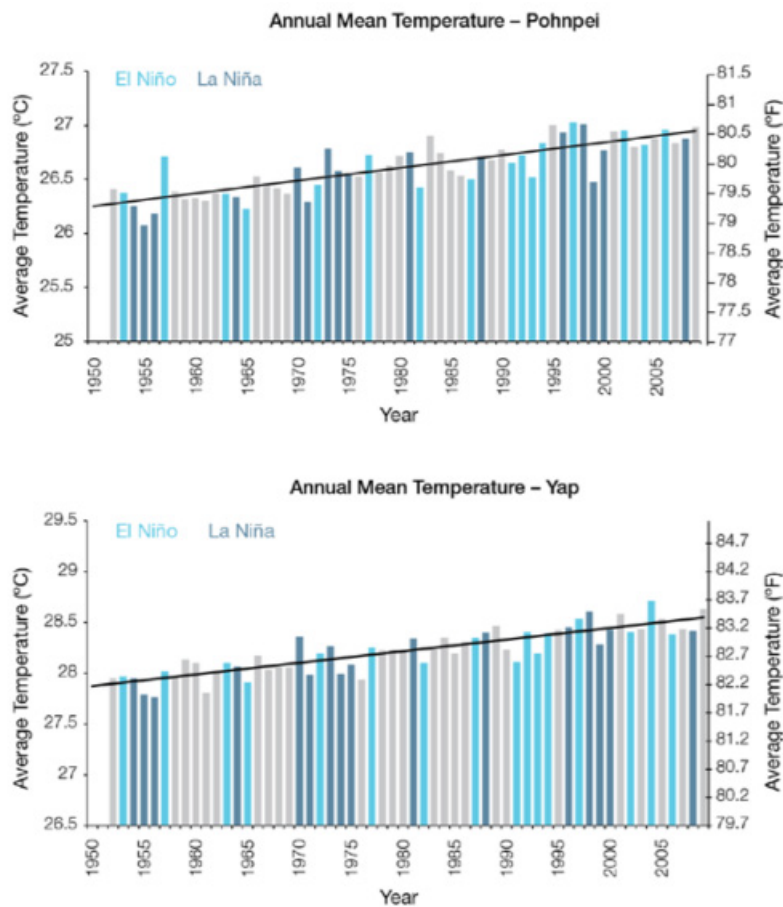 Annual Mean Temperature – Pohnpei
El Niño La Niña
Average Temperature (ºC)
27.5
27
26.5
26
25.5
25
81.5
80.5
80
79.5
79
78.5
78
77.5
77
Average Temperature (ºF)
1950 1955 1960 1965 1970 1975 1980 1985 1990 1995 2000 2005
Year
Annual Mean Temperature – Yap
El Niño La Niña
Average Temperature (ºC)
29.5
29
28.5
28
27.5
27
26.5
84.7
84.2
83.7
83.2
82.7
82.2
81.7
81.2
80.7
80.2
79.7
Average Temperature (ºF)
1950 1955 1960 1965 1970 1975 1980 1985 1990 1995 2000 2005
Year